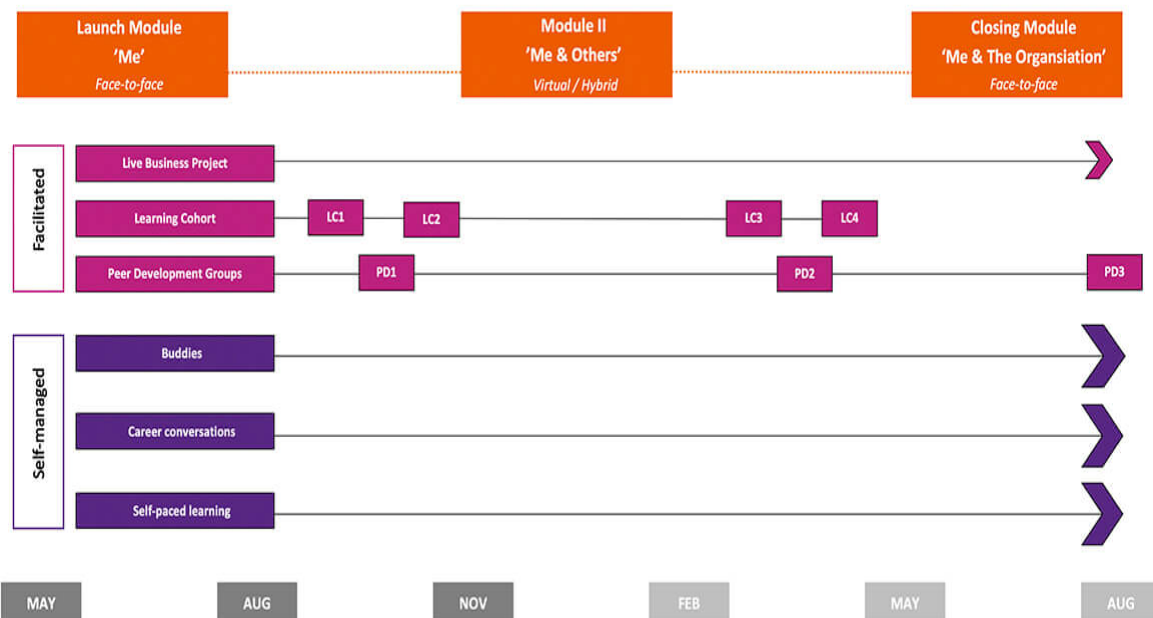 Launch Module
'Me'
Face-to-face
Module II
'Me & Others'
Virtual / Hybrid
Closing Module
'Me & The Organsiation'
Face-to-face
Facilitated
Live Business Project
Learning Cohort
LC1
LC2
LC3
LC4
Peer Development Groups
PD1
PD2
PD3
Self-managed
Buddies
Career conversations
Self-paced learning
MAY
AUG
NOV
FEB
MAY
AUG